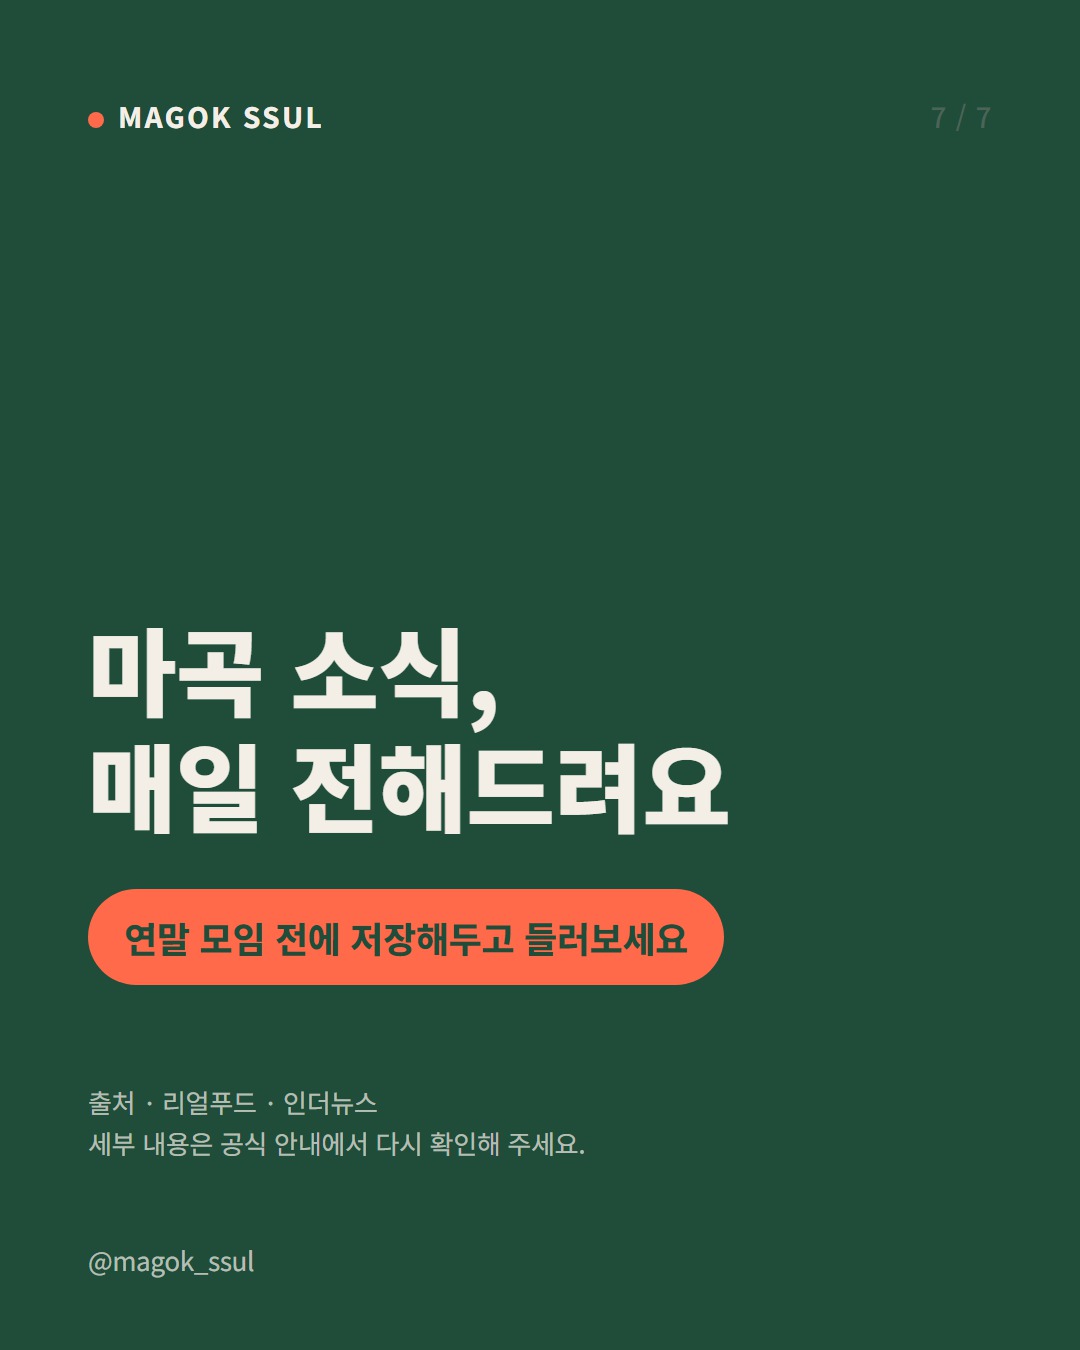 MAGOK SSUL
7 / 7
마곡 소식,
매일 전해드려요
연말 모임 전에 저장해두고 들러보세요
출처 · 리얼푸드 · 인더뉴스
세부 내용은 공식 안내에서 다시 확인해 주세요.
@magok_ssul